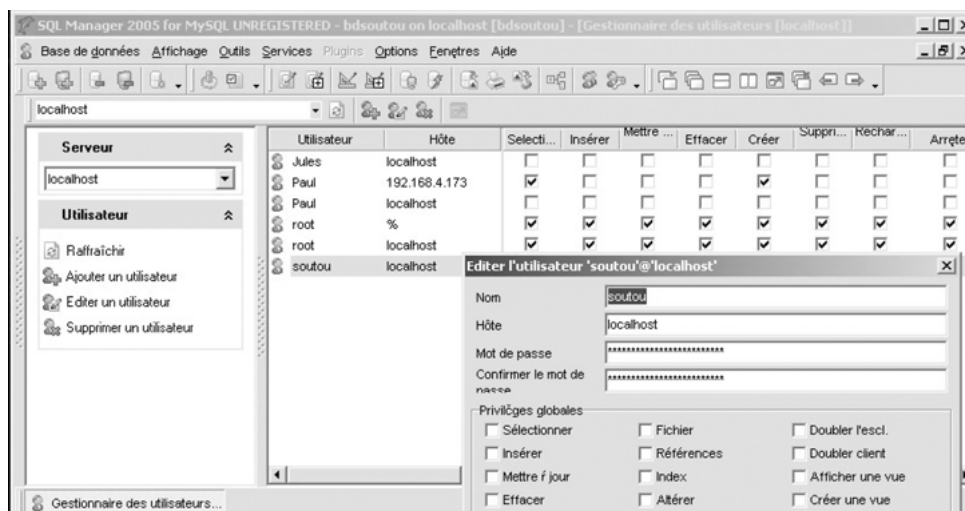 SQL Manager 2005 for MySQL UNREGISTERED - bdsoutou on localhost [bdsoutou] - [Gestionnaire des utilisateurs [localhost]]
Base de données Affichage Outils Services Plugins Options Fenętres Ajde
localhost
Serveur
localhost
Utilisateur
Raffraîchir
Ajouter un utilisateur
Editer un utilisateur
Supprimer un utilisateur
Utilisateur Hôte Selecti... Insérer Mettre ... Effacer Créer Suppri... Rechar... Arręte
Jules localhost
Paul 192.168.4.173
Paul localhost
root %
root localhost
soutou localhost
Editer l'utilisateur 'soutou'@'localhost'
Nom soutou
Hôte localhost
Mot de passe ************************
Confirmer le mot de passe ************************
Privilčges globales
Sélectionner Fichier Doubler l'escl.
Insérer Références Doubler client
Mettre ŕ jour Index Afficher une vue
Effacer Altérer Créer une vue
Gestionnaire des utilisateurs...